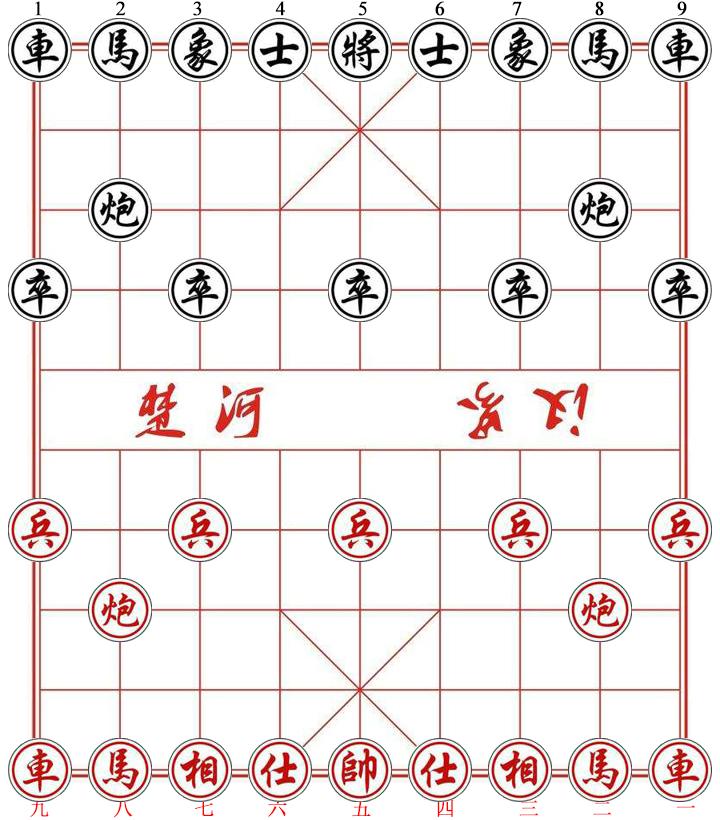 1 2 3 4 5 6 7 8 9
車 馬 象 士 將 士 象 馬 車
炮 炮
卒 卒 卒 卒 卒
楚 河 汉 界
兵 兵 兵 兵 兵
炮 炮
車 馬 相 仕 帥 仕 相 馬 車
九 八 七 六 五 四 三 二 一